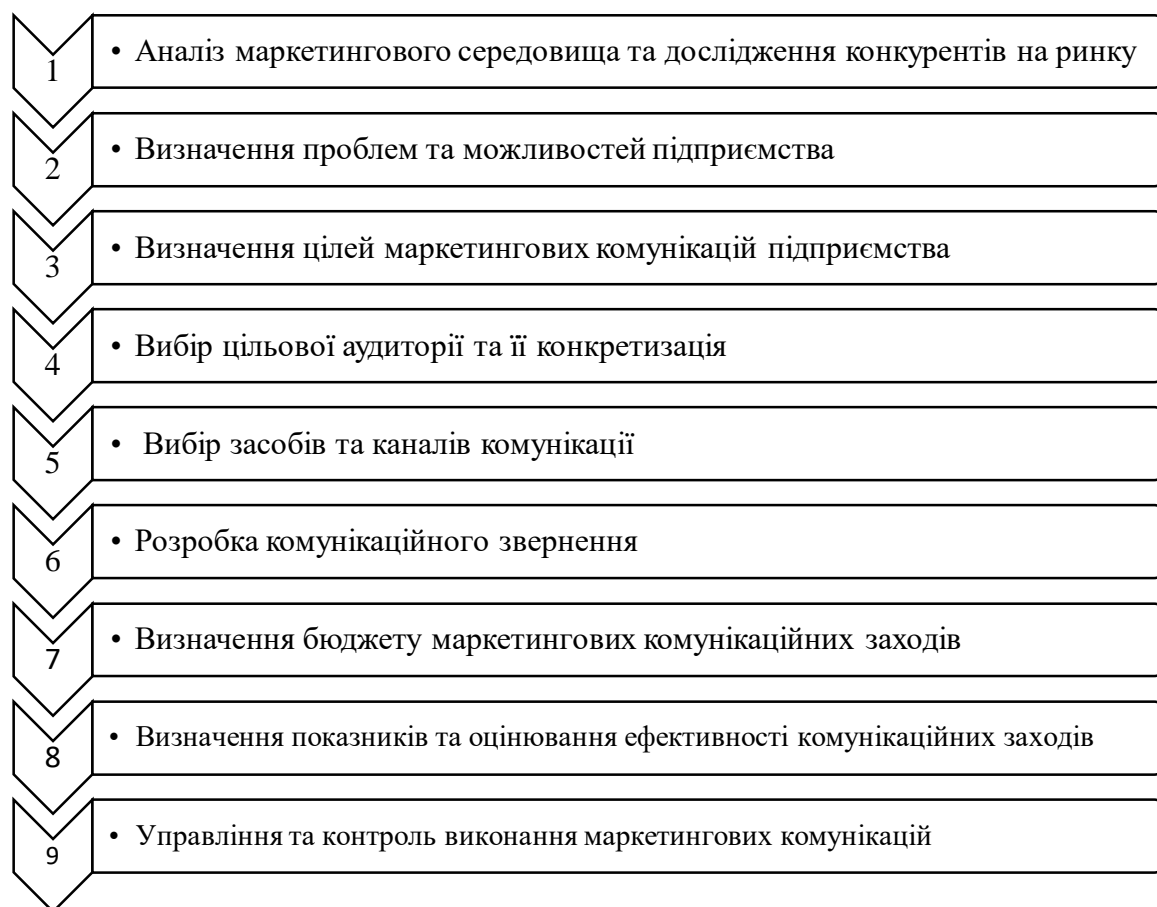 1
• Аналіз маркетингового середовища та дослідження конкурентів на ринку
2
• Визначення проблем та можливостей підприємства
3
• Визначення цілей маркетингових комунікацій підприємства
4
• Вибір цільової аудиторії та її конкретизація
5
• Вибір засобів та каналів комунікації
6
• Розробка комунікаційного звернення
7
• Визначення бюджету маркетингових комунікаційних заходів
8
• Визначення показників та оцінювання ефективності комунікаційних заходів
9
• Управління та контроль виконання маркетингових комунікацій